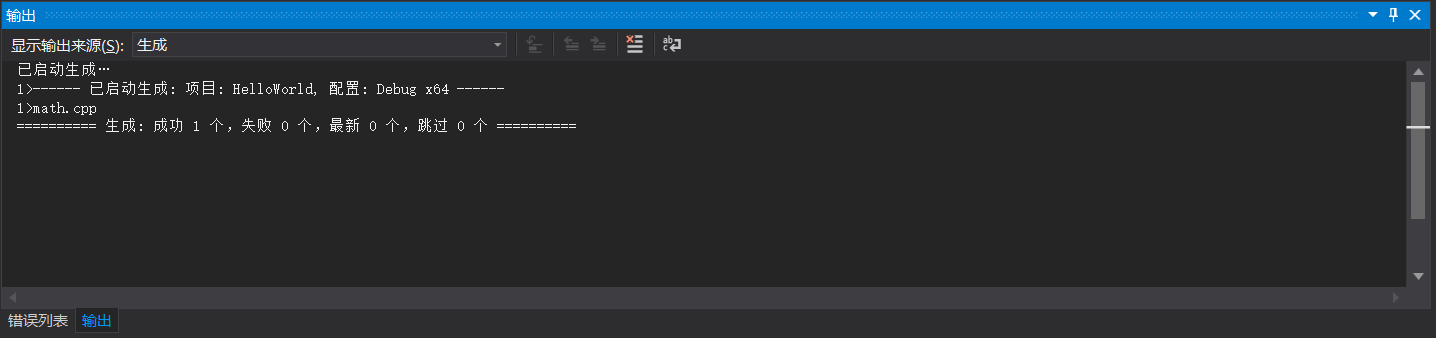 输出
显示输出来源(S): 生成
已启动生成…
1>------ 已启动生成: 项目: HelloWorld, 配置: Debug x64 ------
1>math.cpp
========== 生成: 成功 1 个，失败 0 个，最新 0 个，跳过 0 个 ==========
错误列表 输出